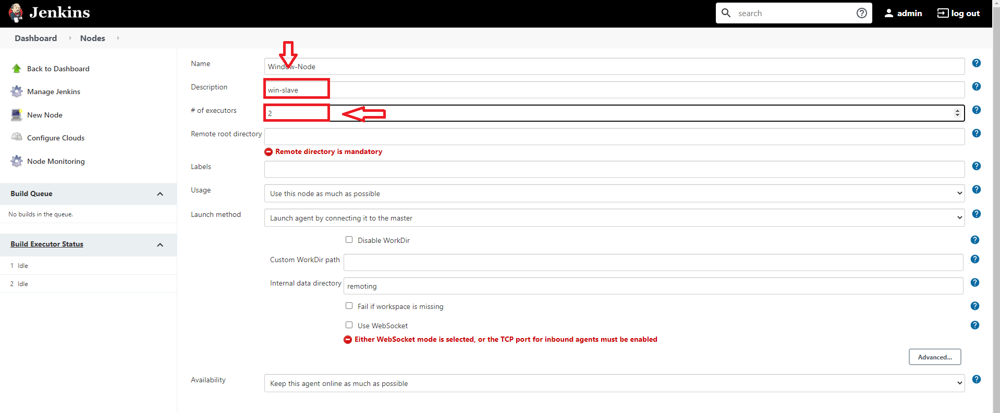 Jenkins
search
admin
log out
Dashboard
Nodes
Back to Dashboard
Manage Jenkins
New Node
Configure Clouds
Node Monitoring
Build Queue
No builds in the queue.
Build Executor Status
1 Idle
2 Idle
Name
Window-Node
Description
win-slave
# of executors
2
Remote root directory
Remote directory is mandatory
Labels
Usage
Use this node as much as possible
Launch method
Launch agent by connecting it to the master
Disable WorkDir
Custom WorkDir path
Internal data directory
remoting
Fail if workspace is missing
Use WebSocket
Either WebSocket mode is selected, or the TCP port for inbound agents must be enabled
Advanced...
Availability
Keep this agent online as much as possible